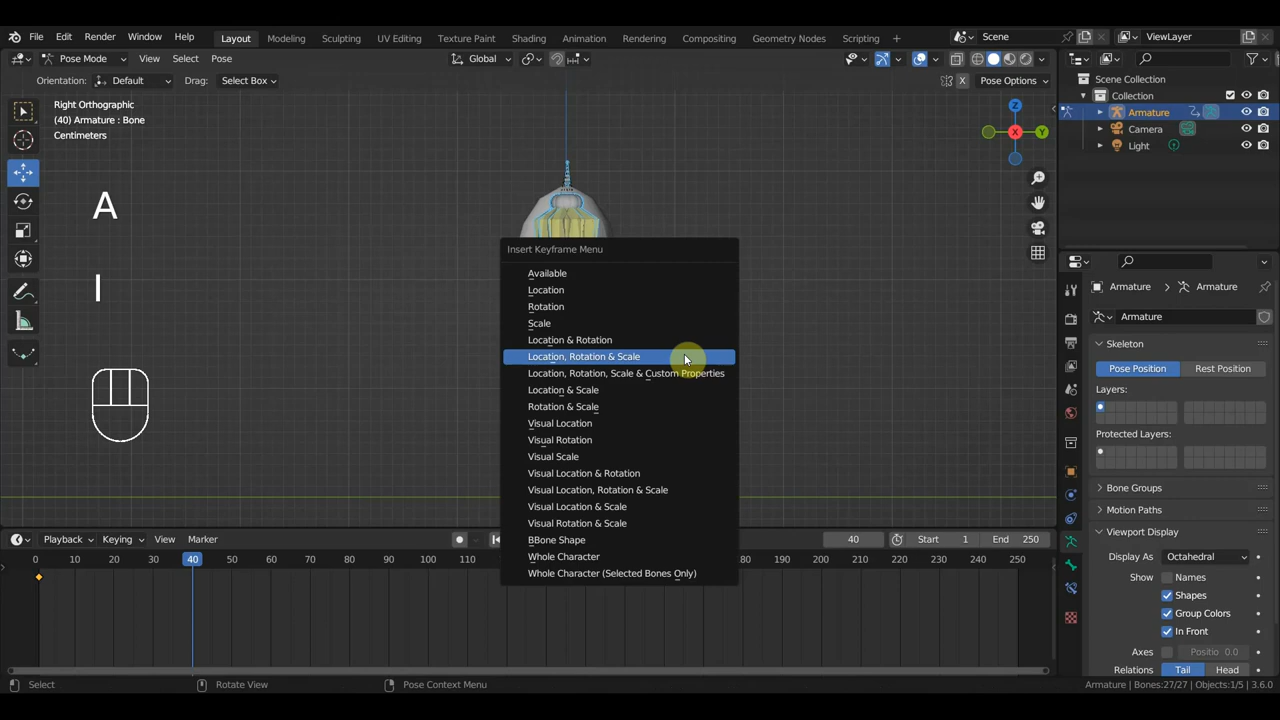 File Edit Render Window Help Layout Modeling Sculpting UV Editing Texture Paint Shading Animation Rendering Compositing Geometry Nodes Scripting + Scene ViewLayer
Pose Mode View Select Pose Global
Orientation: Default Drag: Select Box X Pose Options
Right Orthographic
(40) Armature : Bone
Centimeters
Z
X
Y
A
I
Scene Collection
Collection
Armature
Camera
Light
Insert Keyframe Menu
Available
Location
Rotation
Scale
Location & Rotation
Location, Rotation & Scale
Location, Rotation, Scale & Custom Properties
Location & Scale
Rotation & Scale
Visual Location
Visual Rotation
Visual Scale
Visual Location & Rotation
Visual Location, Rotation & Scale
Visual Location & Scale
Visual Rotation & Scale
BBone Shape
Whole Character
Whole Character (Selected Bones Only)
Armature > Armature
Armature
Skeleton
Pose Position Rest Position
Layers:
Protected Layers:
Bone Groups
Motion Paths
Viewport Display
Display As Octahedral
Show Names
Shapes
Group Colors
In Front
Axes Positio 0.0
Relations Tail Head
Playback Keying View Marker 40 Start 1 End 250
0 10 20 30 40 50 60 70 80 90 100 110 190 200 210 220 230 240 250
Select Rotate View Pose Context Menu Armature | Bones:27/27 | Objects:1/5 | 3.6.0